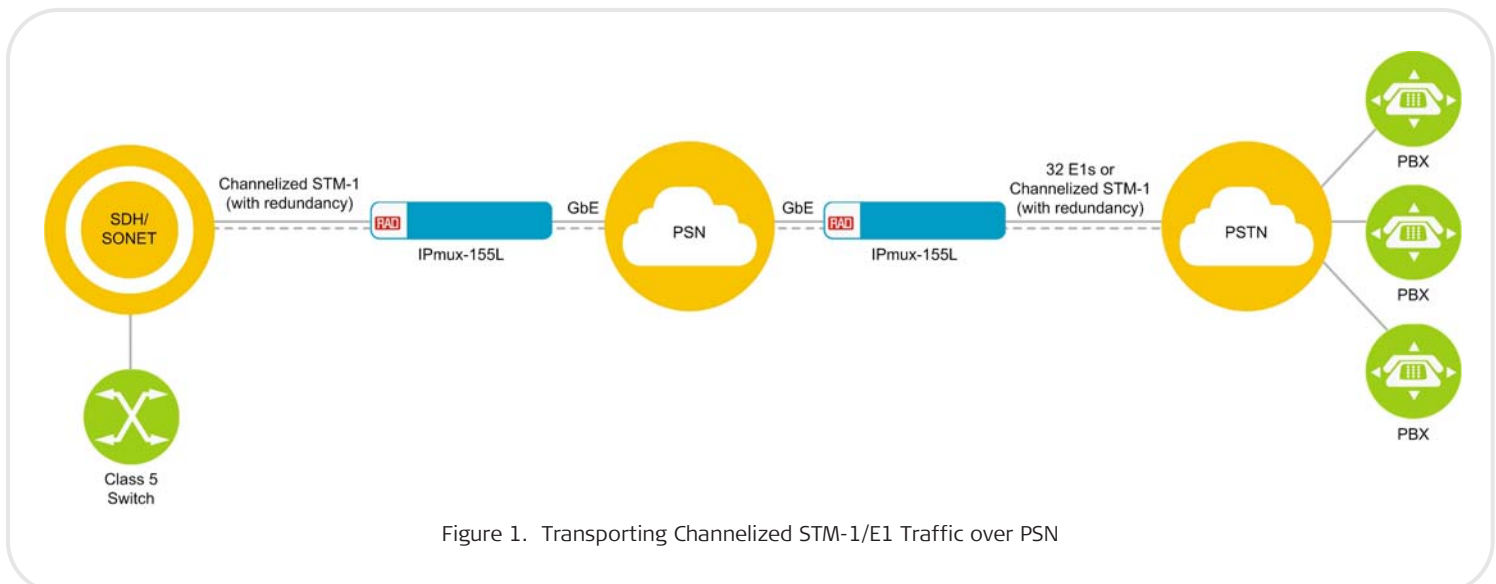 SDH/
SONET
Channelized STM-1
(with redundancy)
RAD
IPmux-155L
GbE
PSN
GbE
RAD
IPmux-155L
32 E1s or
Channelized STM-1
(with redundancy)
PSTN
PBX
PBX
PBX
Class 5
Switch
Figure 1. Transporting Channelized STM-1/E1 Traffic over PSN